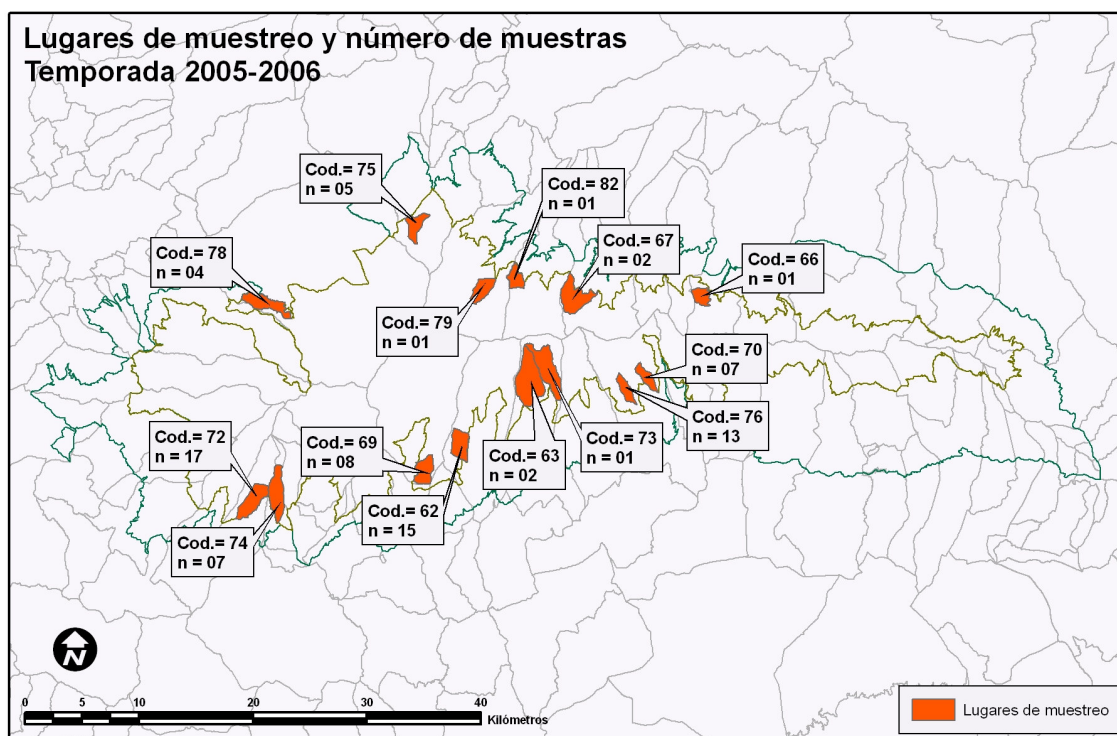 Lugares de muestreo y número de muestras
Temporada 2005-2006
Cod.= 75
n = 05
Cod.= 82
n = 01
Cod.= 67
n = 02
Cod.= 78
n = 04
Cod.= 66
n = 01
Cod.= 79
n = 01
Cod.= 70
n = 07
Cod.= 76
n = 13
Cod.= 72
n = 17
Cod.= 69
n = 08
Cod.= 63
n = 02
Cod.= 73
n = 01
Cod.= 62
n = 15
Cod.= 74
n = 07
N
0 5 10 20 30 40
Kilómetros
Lugares de muestreo